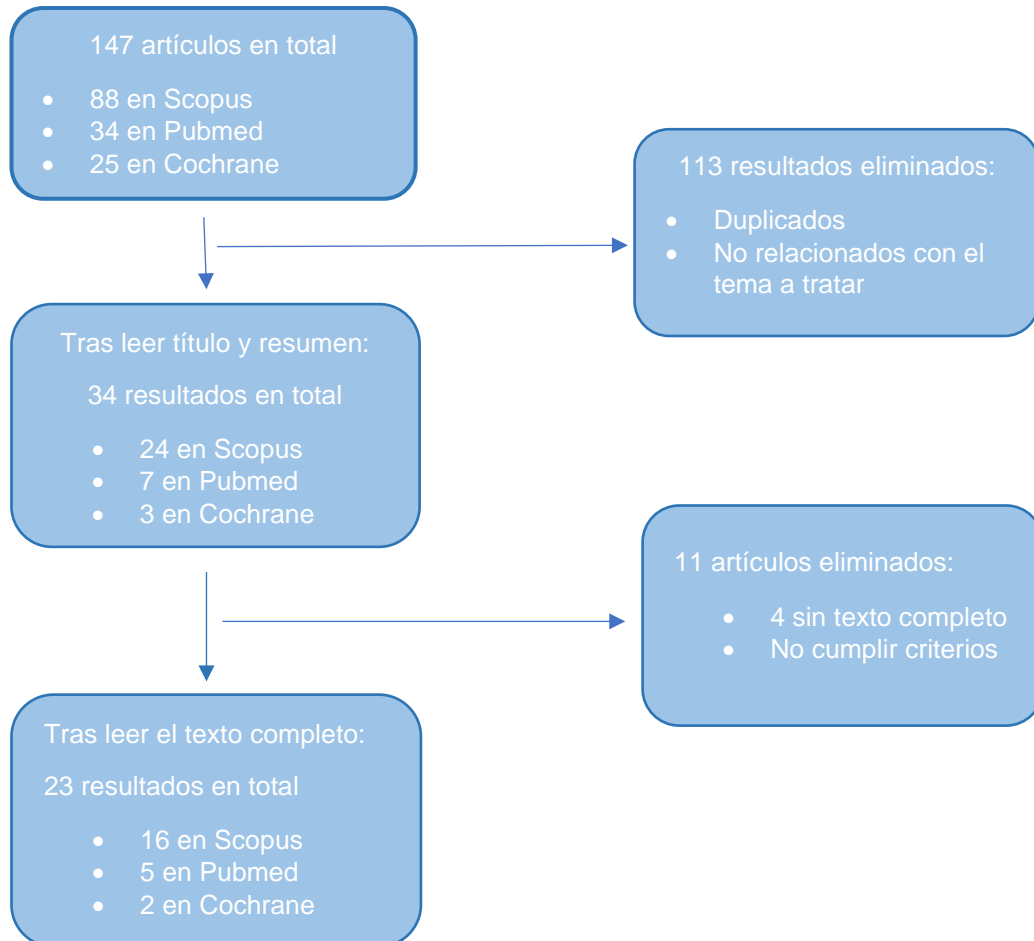 147 artículos en total
• 88 en Scopus
• 34 en Pubmed
• 25 en Cochrane
113 resultados eliminados:
• Duplicados
• No relacionados con el
tema a tratar
Tras leer título y resumen:
34 resultados en total
• 24 en Scopus
• 7 en Pubmed
• 3 en Cochrane
11 artículos eliminados:
• 4 sin texto completo
• No cumplir criterios
Tras leer el texto completo:
23 resultados en total
• 16 en Scopus
• 5 en Pubmed
• 2 en Cochrane